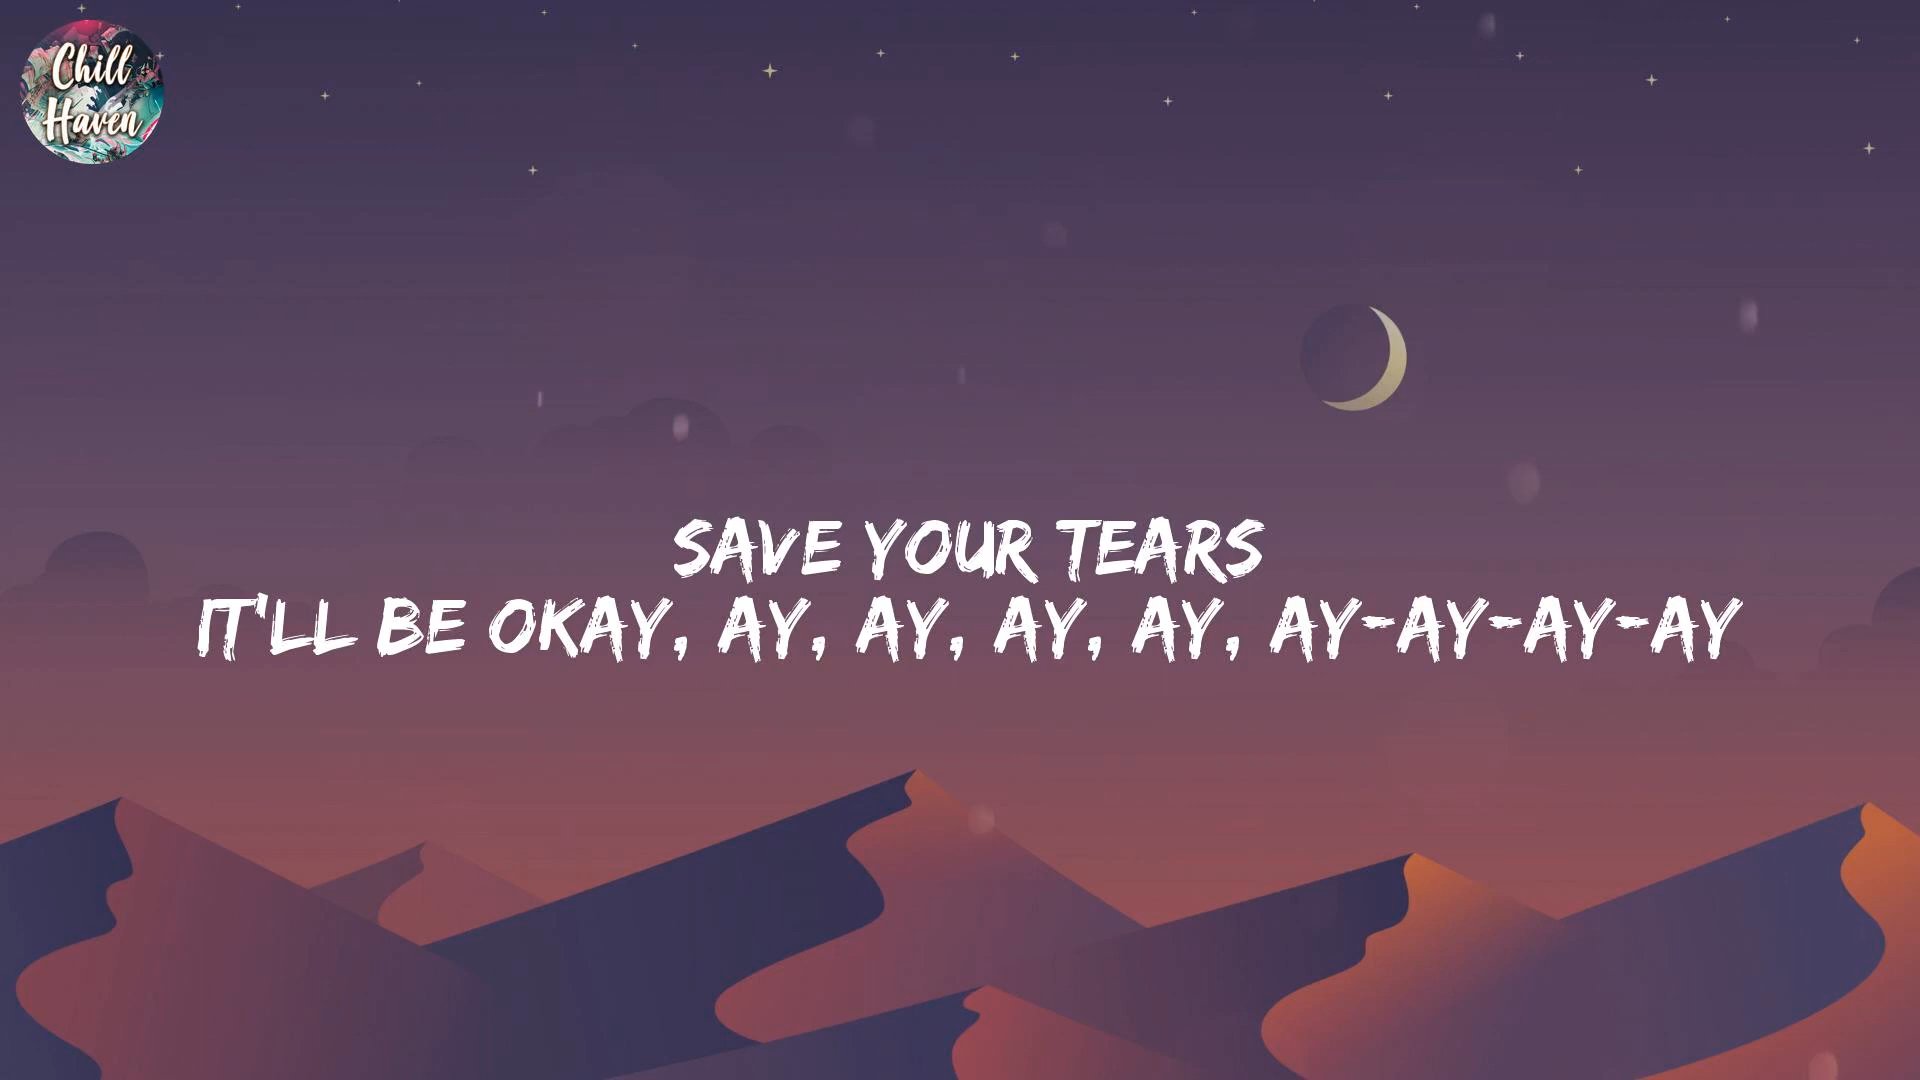 Chill
Haven
SAVE YOUR TEARS
IT'LL BE OKAY, AY, AY, AY, AY, AY-AY-AY-AY